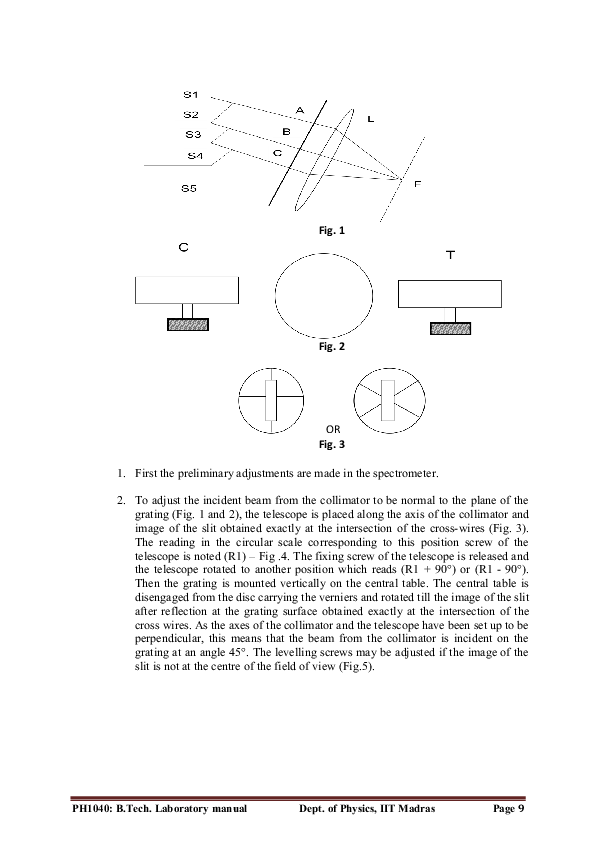 S1
S2
S3
S4
S5
A
B
C
L
F
Fig. 1
C
T
Fig. 2
OR
Fig. 3
1. First the preliminary adjustments are made in the spectrometer.
2. To adjust the incident beam from the collimator to be normal to the plane of the
grating (Fig. 1 and 2), the telescope is placed along the axis of the collimator and
image of the slit obtained exactly at the intersection of the cross-wires (Fig. 3).
The reading in the circular scale corresponding to this position screw of the
telescope is noted (R1) – Fig .4. The fixing screw of the telescope is released and
the telescope rotated to another position which reads (R1 + 90°) or (R1 - 90°).
Then the grating is mounted vertically on the central table. The central table is
disengaged from the disc carrying the verniers and rotated till the image of the slit
after reflection at the grating surface obtained exactly at the intersection of the
cross wires. As the axes of the collimator and the telescope have been set up to be
perpendicular, this means that the beam from the collimator is incident on the
grating at an angle 45°. The levelling screws may be adjusted if the image of the
slit is not at the centre of the field of view (Fig.5).
PH1040: B.Tech. Laboratory manual Dept. of Physics, IIT Madras Page 9